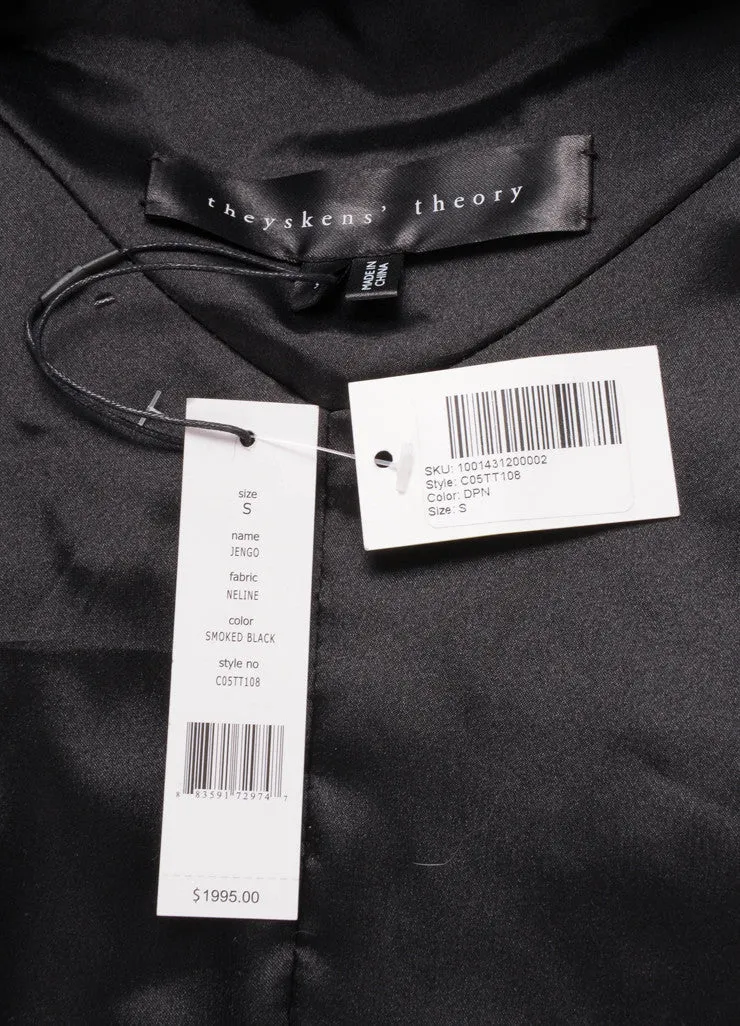 theyskens' theory
MADE IN
CHINA
SKU: 1001431200002
Style: C05TT108
Color: DPN
Size: S
size
S
name
JENGO
fabric
NELINE
color
SMOKED BLACK
style no
C05TT108
8 83591 72974 7
$1995.00